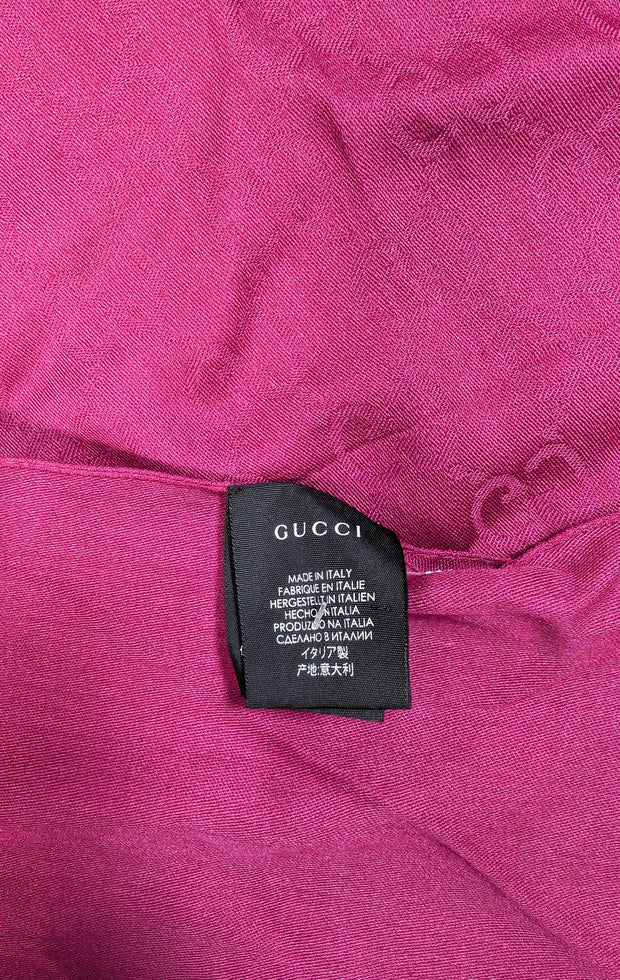 GUCCI
MADE IN ITALY
FABRIQUE EN ITALIE
HERGESTELLT IN ITALIEN
HECHO EN ITALIA
PRODUZIDO NA ITALIA
СДЕЛАНО В ИТАЛИИ
イタリア製
产地:意大利